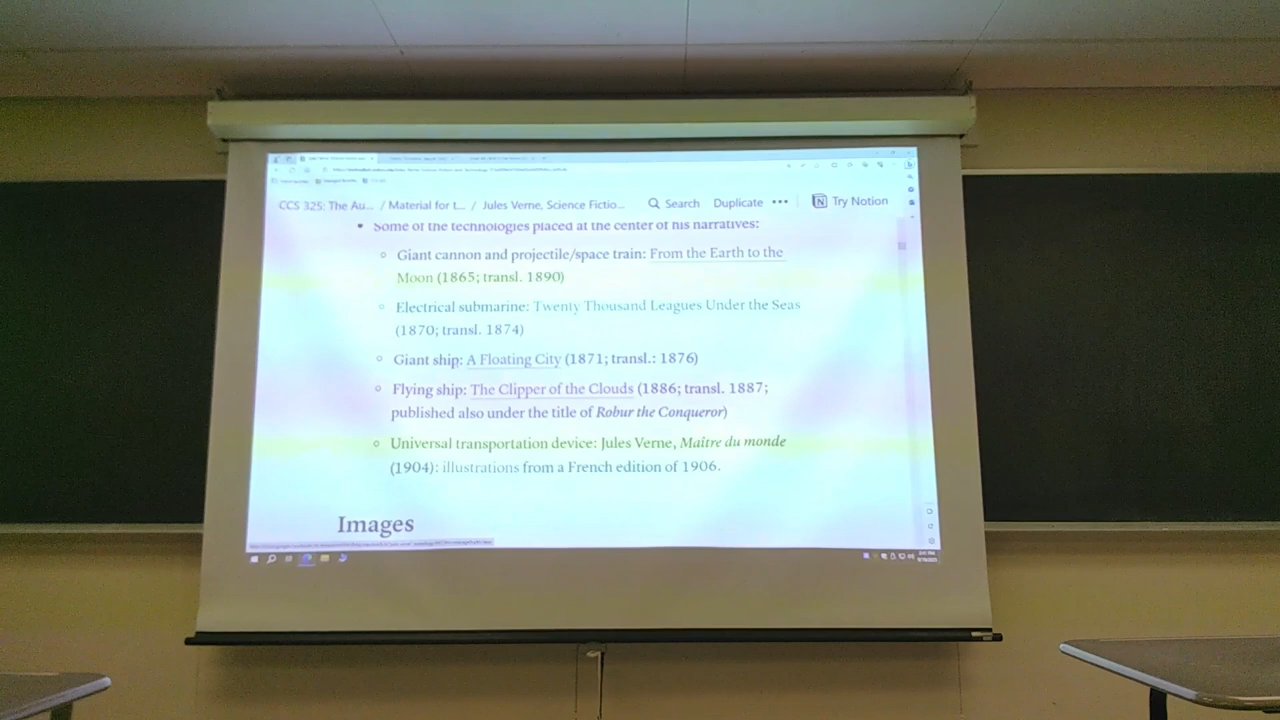 CCS 325: The Au... / Material for t... / Jules Verne, Science Fictio... Search Duplicate ••• Try Notion
▪ Some of the technologies placed at the center of his narratives:
◦ Giant cannon and projectile/space train: From the Earth to the
Moon (1865; transl. 1890)
◦ Electrical submarine: Twenty Thousand Leagues Under the Seas
(1870; transl. 1874)
◦ Giant ship: A Floating City (1871; transl.: 1876)
◦ Flying ship: The Clipper of the Clouds (1886; transl. 1887;
published also under the title of Robur the Conqueror)
◦ Universal transportation device: Jules Verne, Maître du monde
(1904): illustrations from a French edition of 1906.
Images